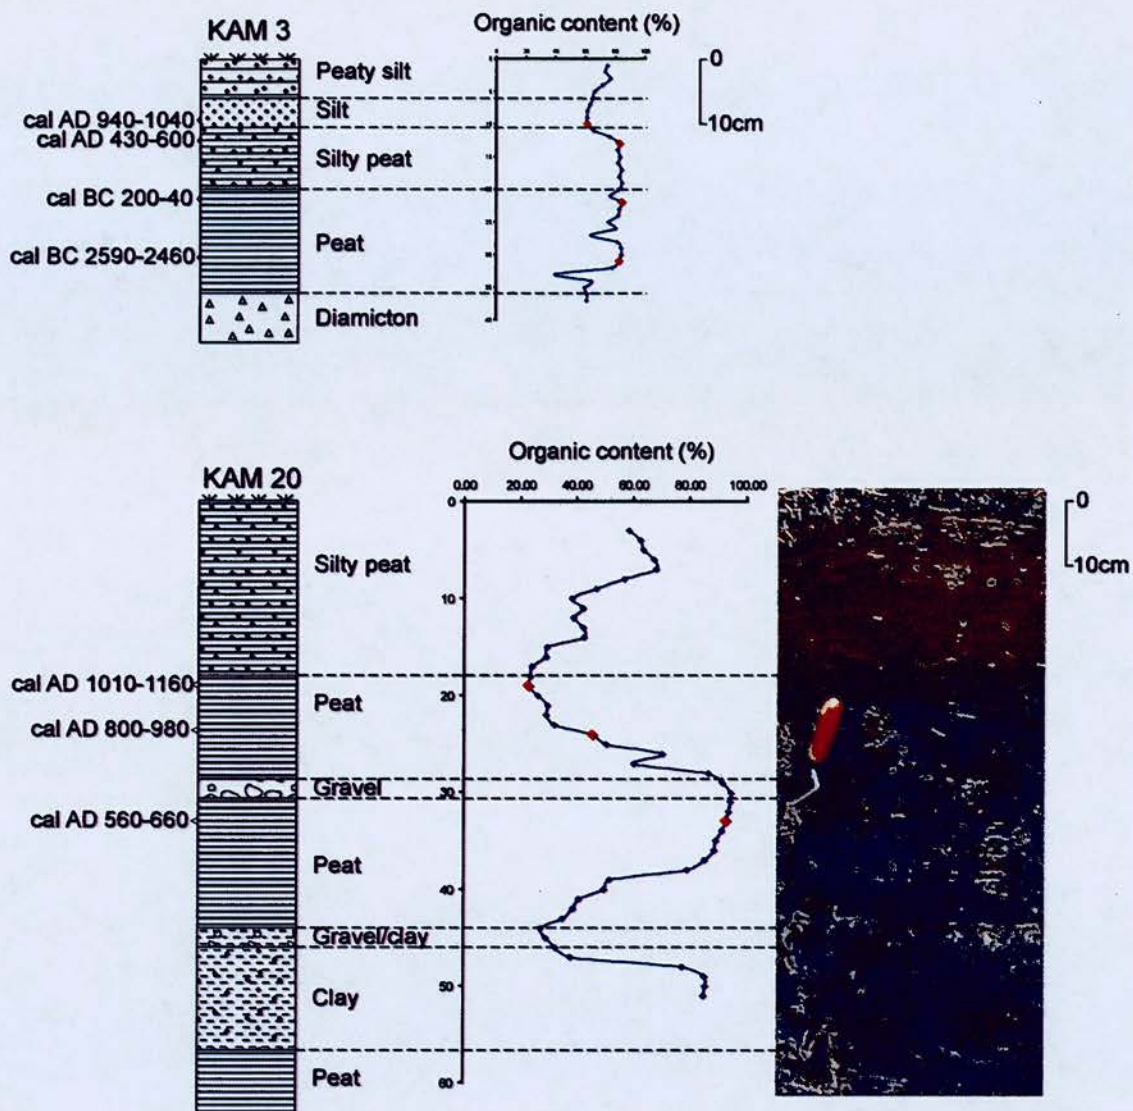 KAM 3
Organic content (%)
Peaty silt
Silt
Silty peat
Peat
Diamicton
cal AD 940-1040
cal AD 430-600
cal BC 200-40
cal BC 2590-2460
0
10cm
KAM 20
Organic content (%)
0.00 20.00 40.00 60.00 80.00 100.00
0
10
20
30
40
50
60
Silty peat
Peat
Gravel
Peat
Gravel/clay
Clay
Peat
cal AD 1010-1160
cal AD 800-980
cal AD 560-660
0
10cm